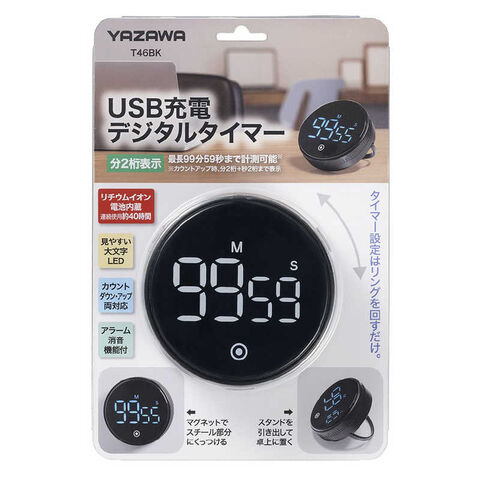 YAZAWA
T46BK
USB充電
デジタルタイマー
分2桁表示
最長99分59秒まで計測可能※
※カウントアップ時、分2桁+秒2桁まで表示
99 55
リチウムイオン
電池内蔵
連続使用約40時間
見やすい
大文字
LED
カウント
ダウン・アップ
両対応
アラーム
消音
機能付
M
S
99 59
タイマー設定はリングを回すだけ。
99 55
←マグネットで
スチール部分
にくっつける
スタンドを→
引き出して
卓上に置く